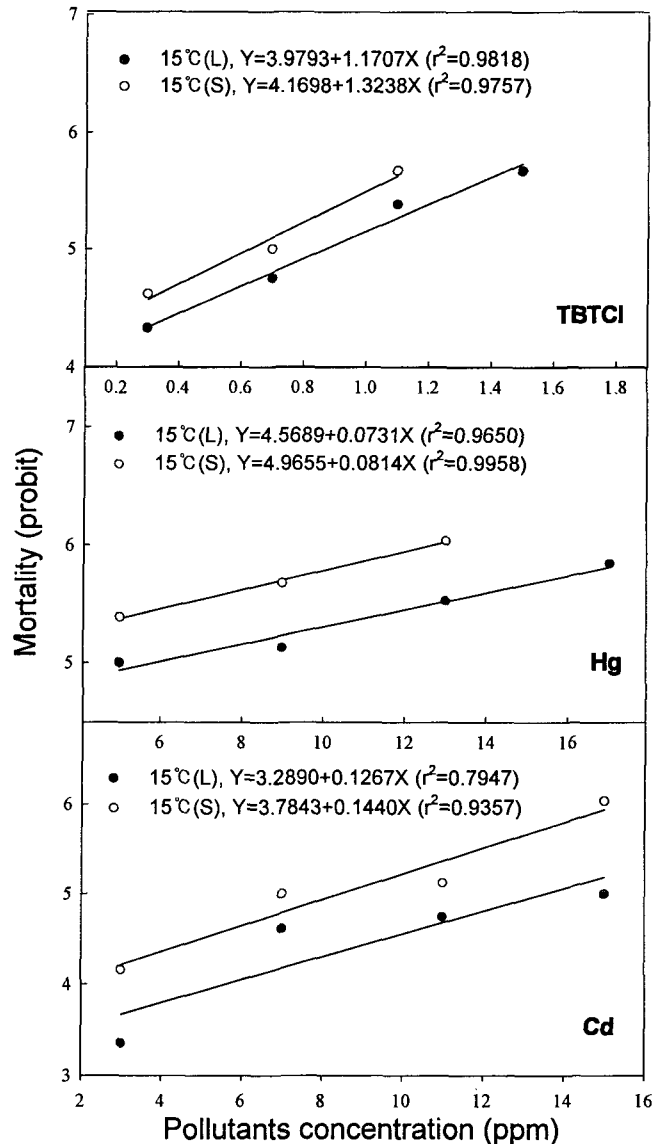 7
15℃(L), Y=3.9793+1.1707X (r²=0.9818)
15℃(S), Y=4.1698+1.3238X (r²=0.9757)
6
5
4
TBTCl
0.2 0.4 0.6 0.8 1.0 1.2 1.4 1.6 1.8
7
15℃(L), Y=4.5689+0.0731X (r²=0.9650)
15℃(S), Y=4.9655+0.0814X (r²=0.9958)
6
5
Mortality (probit)
Hg
6 8 10 12 14 16
15℃(L), Y=3.2890+0.1267X (r²=0.7947)
15℃(S), Y=3.7843+0.1440X (r²=0.9357)
6
5
4
3
Cd
2 4 6 8 10 12 14 16
Pollutants concentration (ppm)